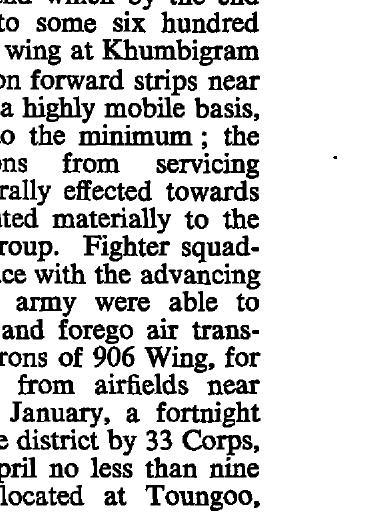 which by the end
to some six hundred
wing at Khumbigram
on forward strips near
a highly mobile basis,
to the minimum ; the
ns from servicing
rally effected towards
ted materially to the
roup. Fighter squad-
ce with the advancing
army were able to
and forego air trans-
rons of 906 Wing, for
from airfields near
January, a fortnight
e district by 33 Corps,
pril no less than nine
located at Toungoo,